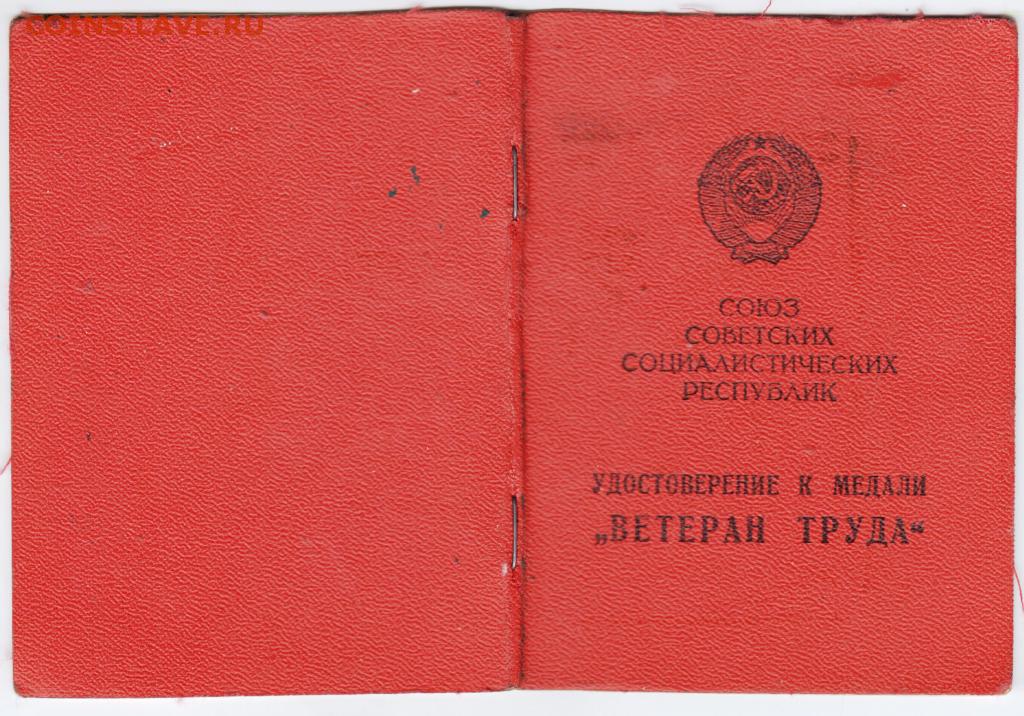 COINS.LAVE.RU
СОЮЗ
СОВЕТСКИХ
СОЦИАЛИСТИЧЕСКИХ
РЕСПУБЛИК
УДОСТОВЕРЕНИЕ К МЕДАЛИ
„ВЕТЕРАН ТРУДА“